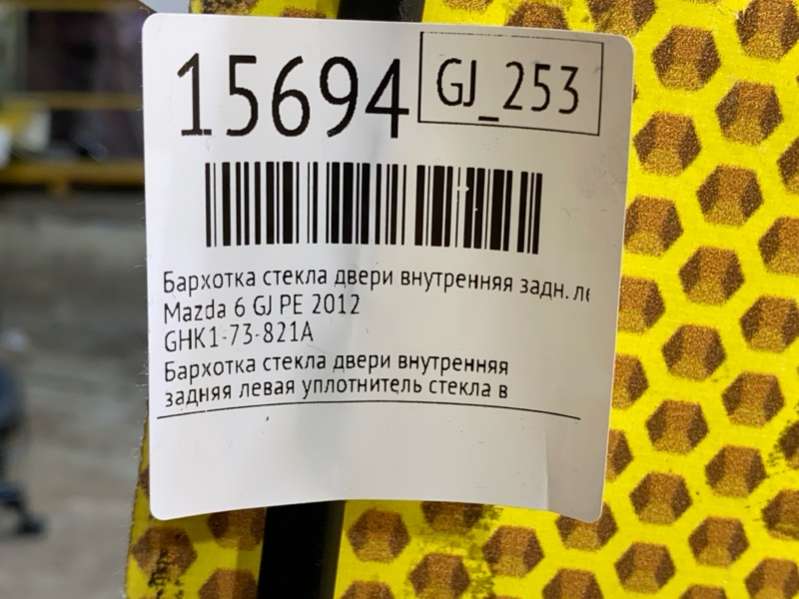 15694
GJ_253
Бархотка стекла двери внутренняя задн. ле
Mazda 6 GJ PE 2012
GHK1-73-821A
Бархотка стекла двери внутренняя
задняя левая уплотнитель стекла в